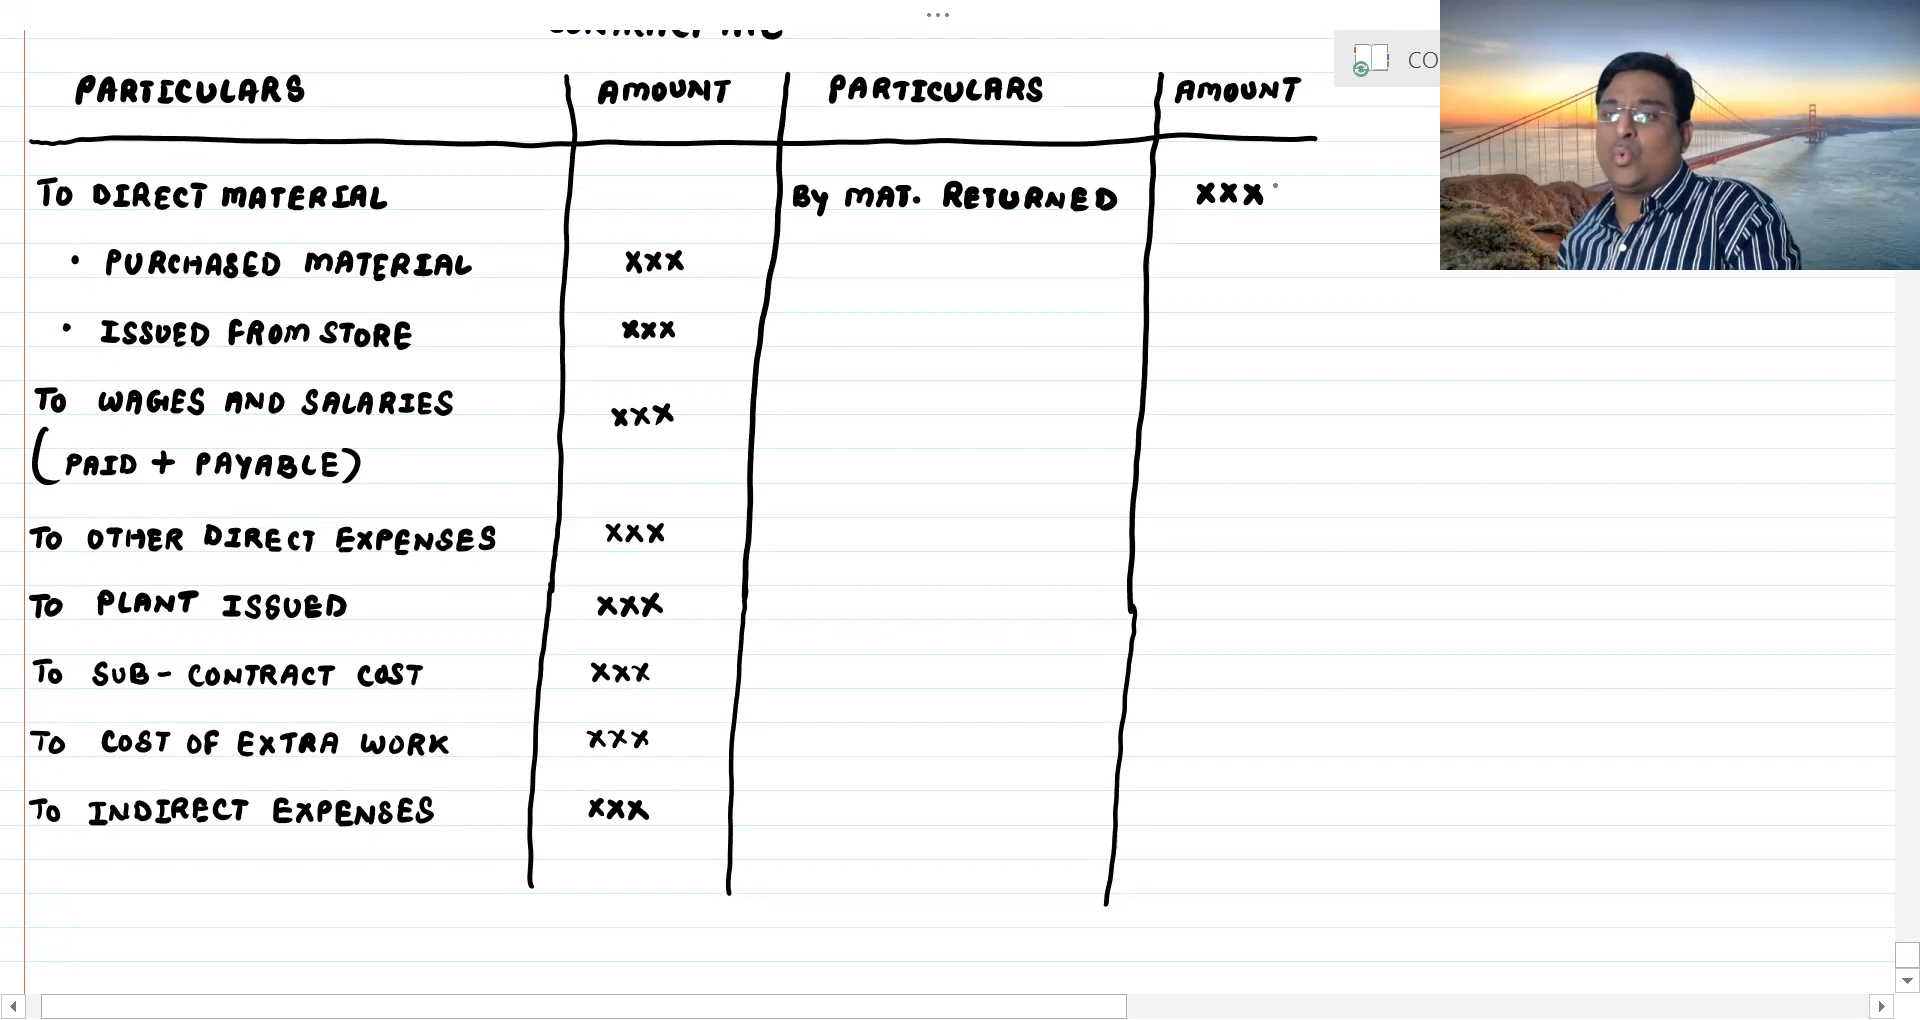 CONTRACT A/C
PARTICULARS AMOUNT PARTICULARS AMOUNT
TO DIRECT MATERIAL By MAT. RETURNED XXX
• PURCHASED MATERIAL XXX
• ISSUED FROM STORE XXX
TO WAGES AND SALARIES XXX
(PAID + PAYABLE)
TO OTHER DIRECT EXPENSES XXX
TO PLANT ISSUED XXX
TO SUB-CONTRACT COST XXX
TO COST OF EXTRA WORK XXX
TO INDIRECT EXPENSES XXX
CO